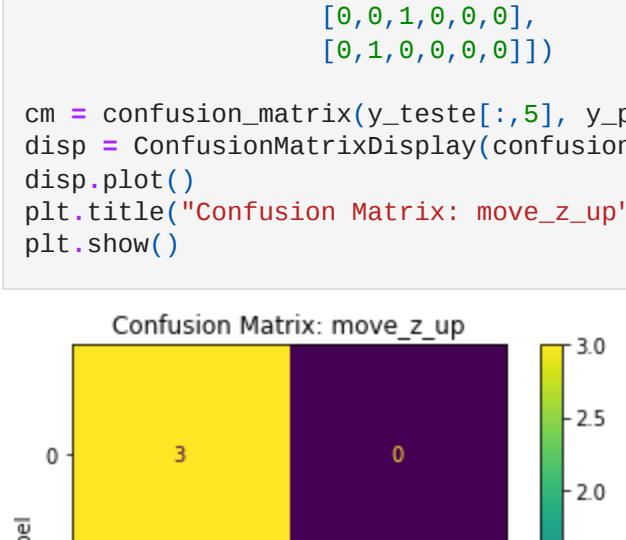 [0,0,1,0,0,0],
[0,1,0,0,0,0]])
cm = confusion_matrix(y_teste[:,5], y_p
disp = ConfusionMatrixDisplay(confusion
disp.plot()
plt.title("Confusion Matrix: move_z_up"
plt.show()
Confusion Matrix: move_z_up
3.0
2.5
0
3
0
2.0
bel